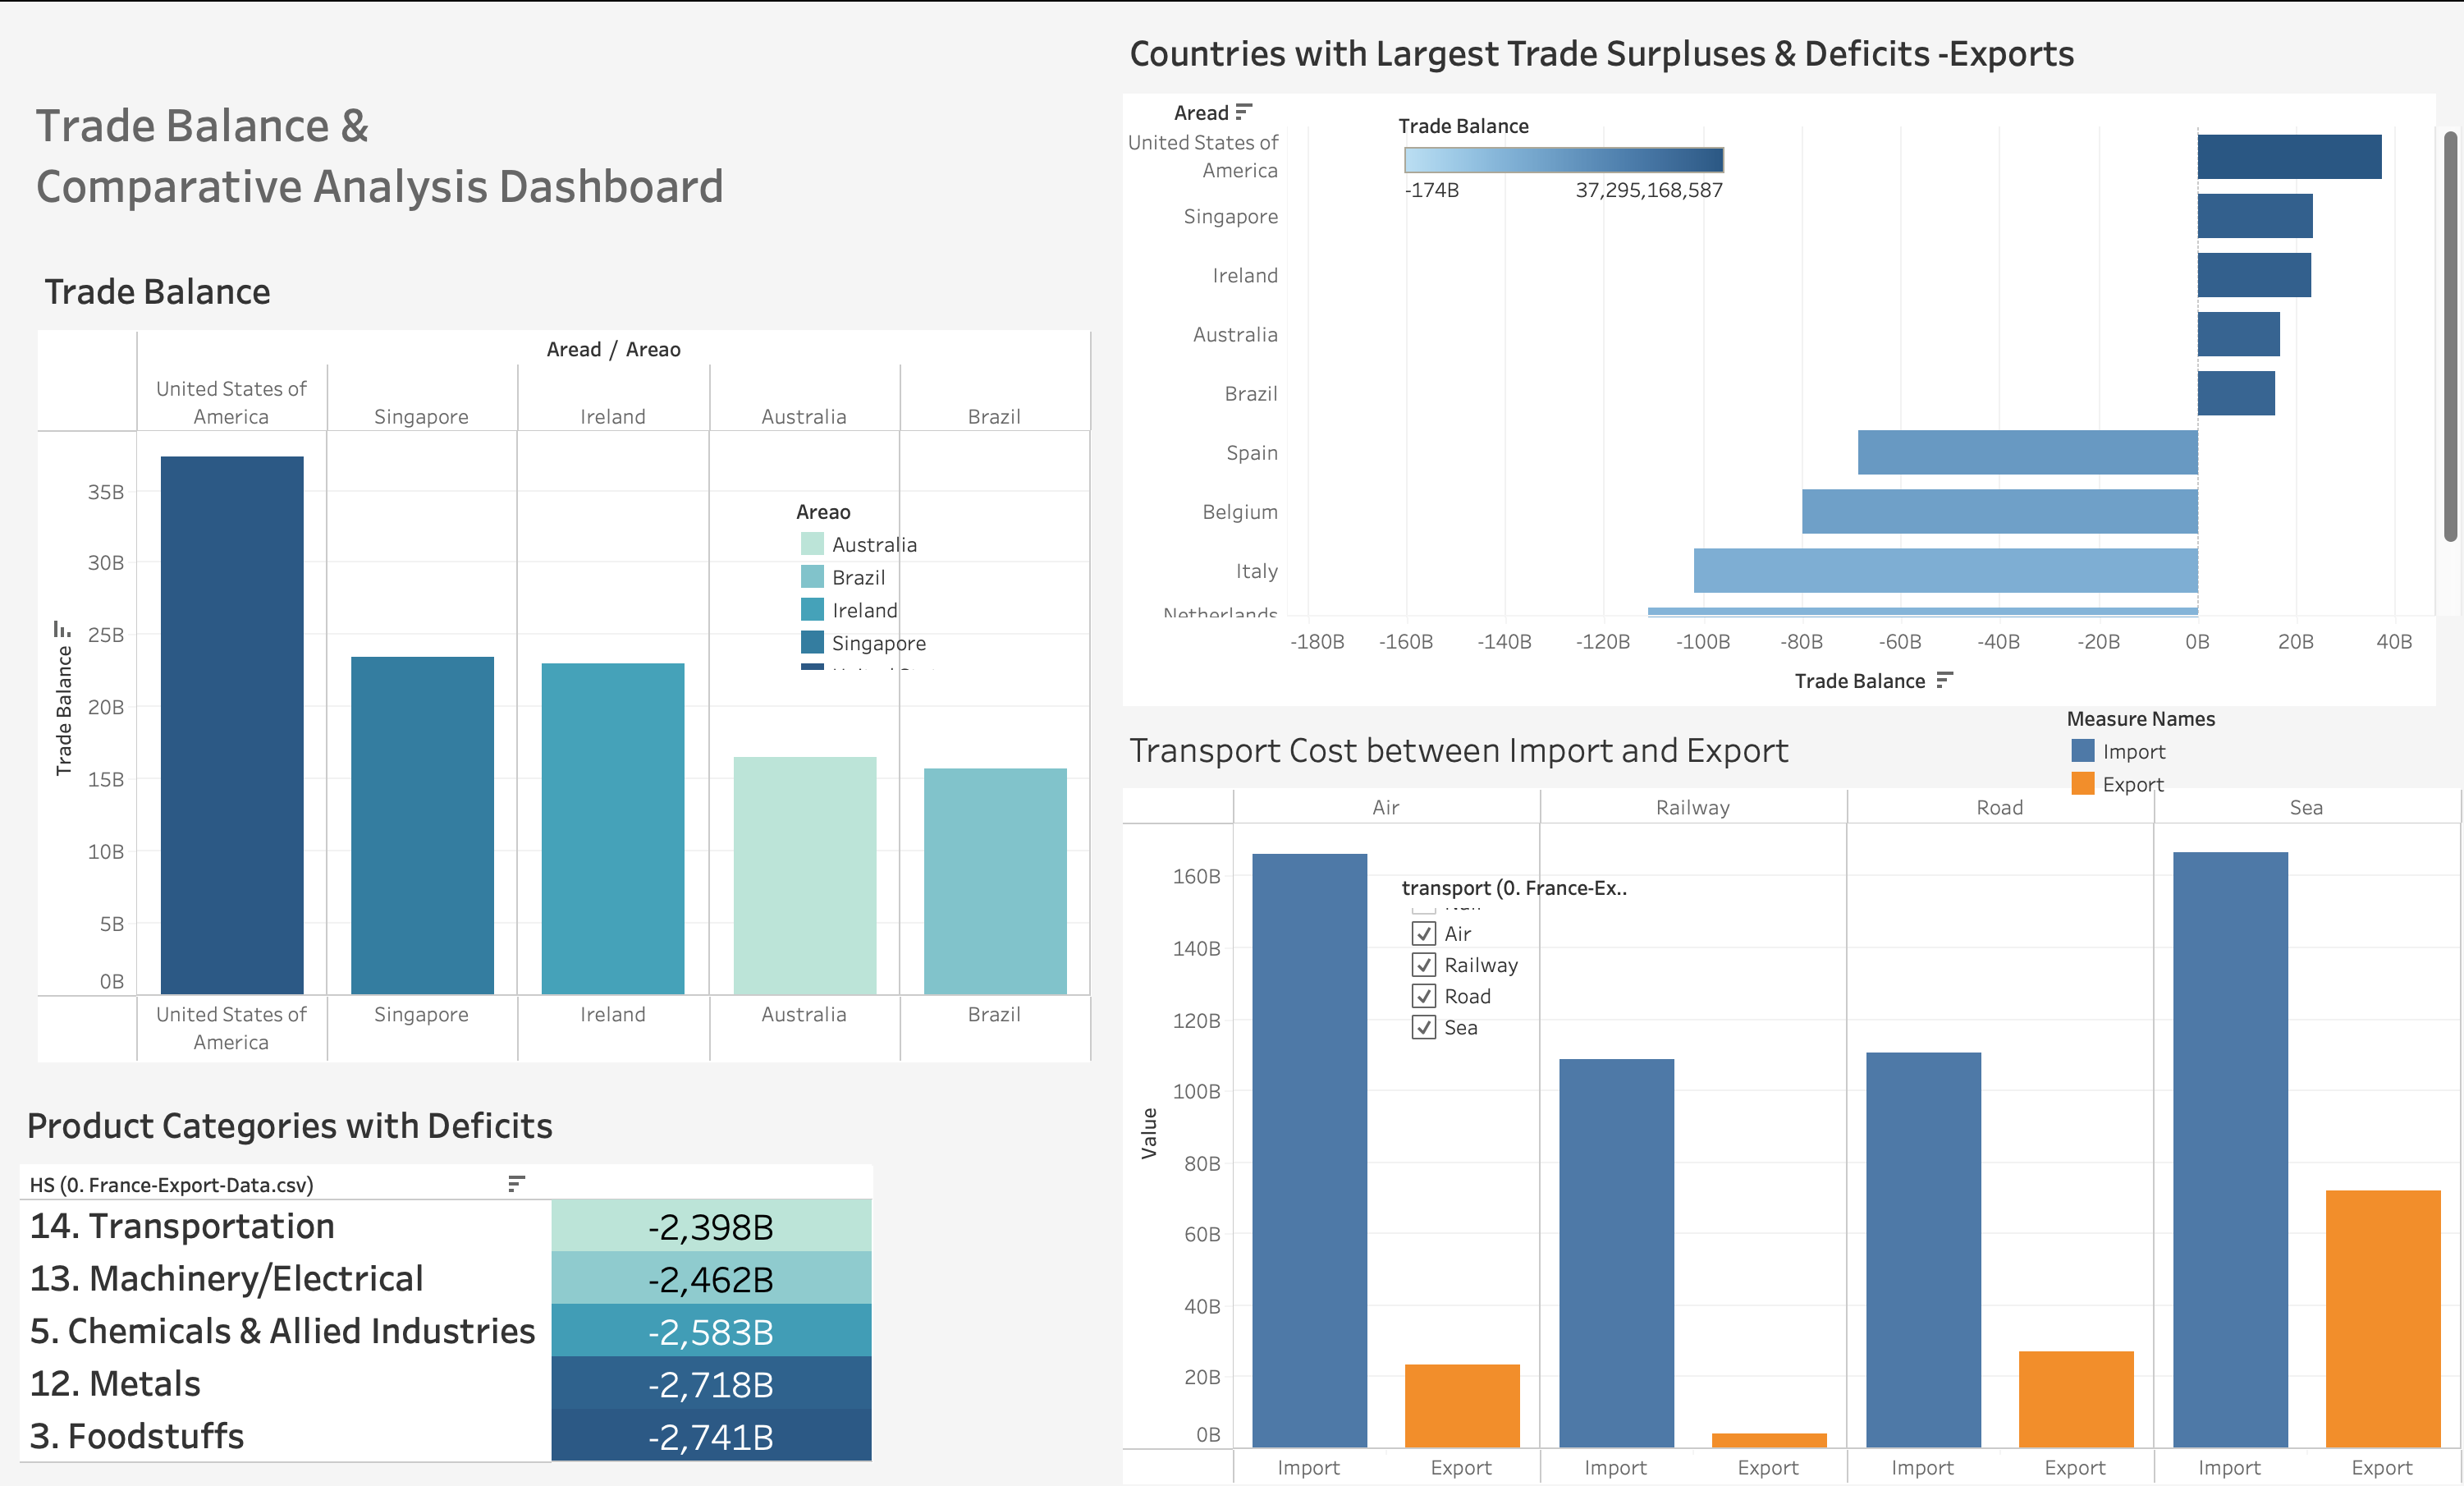 Trade Balance &
Comparative Analysis Dashboard
Trade Balance
Aread / Areao
United States of
America
Singapore
Ireland
Australia
Brazil
Trade Balance
35B
30B
25B
20B
15B
10B
5B
0B
Areao
Australia
Brazil
Ireland
Singapore
United States of
America
Singapore
Ireland
Australia
Brazil
Product Categories with Deficits
HS (0. France-Export-Data.csv)
14. Transportation -2,398B
13. Machinery/Electrical -2,462B
5. Chemicals & Allied Industries -2,583B
12. Metals -2,718B
3. Foodstuffs -2,741B
Countries with Largest Trade Surpluses & Deficits -Exports
Aread
Trade Balance
-174B 37,295,168,587
United States of
America
Singapore
Ireland
Australia
Brazil
Spain
Belgium
Italy
Netherlands
-180B -160B -140B -120B -100B -80B -60B -40B -20B 0B 20B 40B
Trade Balance
Transport Cost between Import and Export
Measure Names
Import
Export
Air Railway Road Sea
Value
160B
140B
120B
100B
80B
60B
40B
20B
0B
transport (0. France-Ex..
Air
Railway
Road
Sea
Import Export Import Export Import Export Import Export